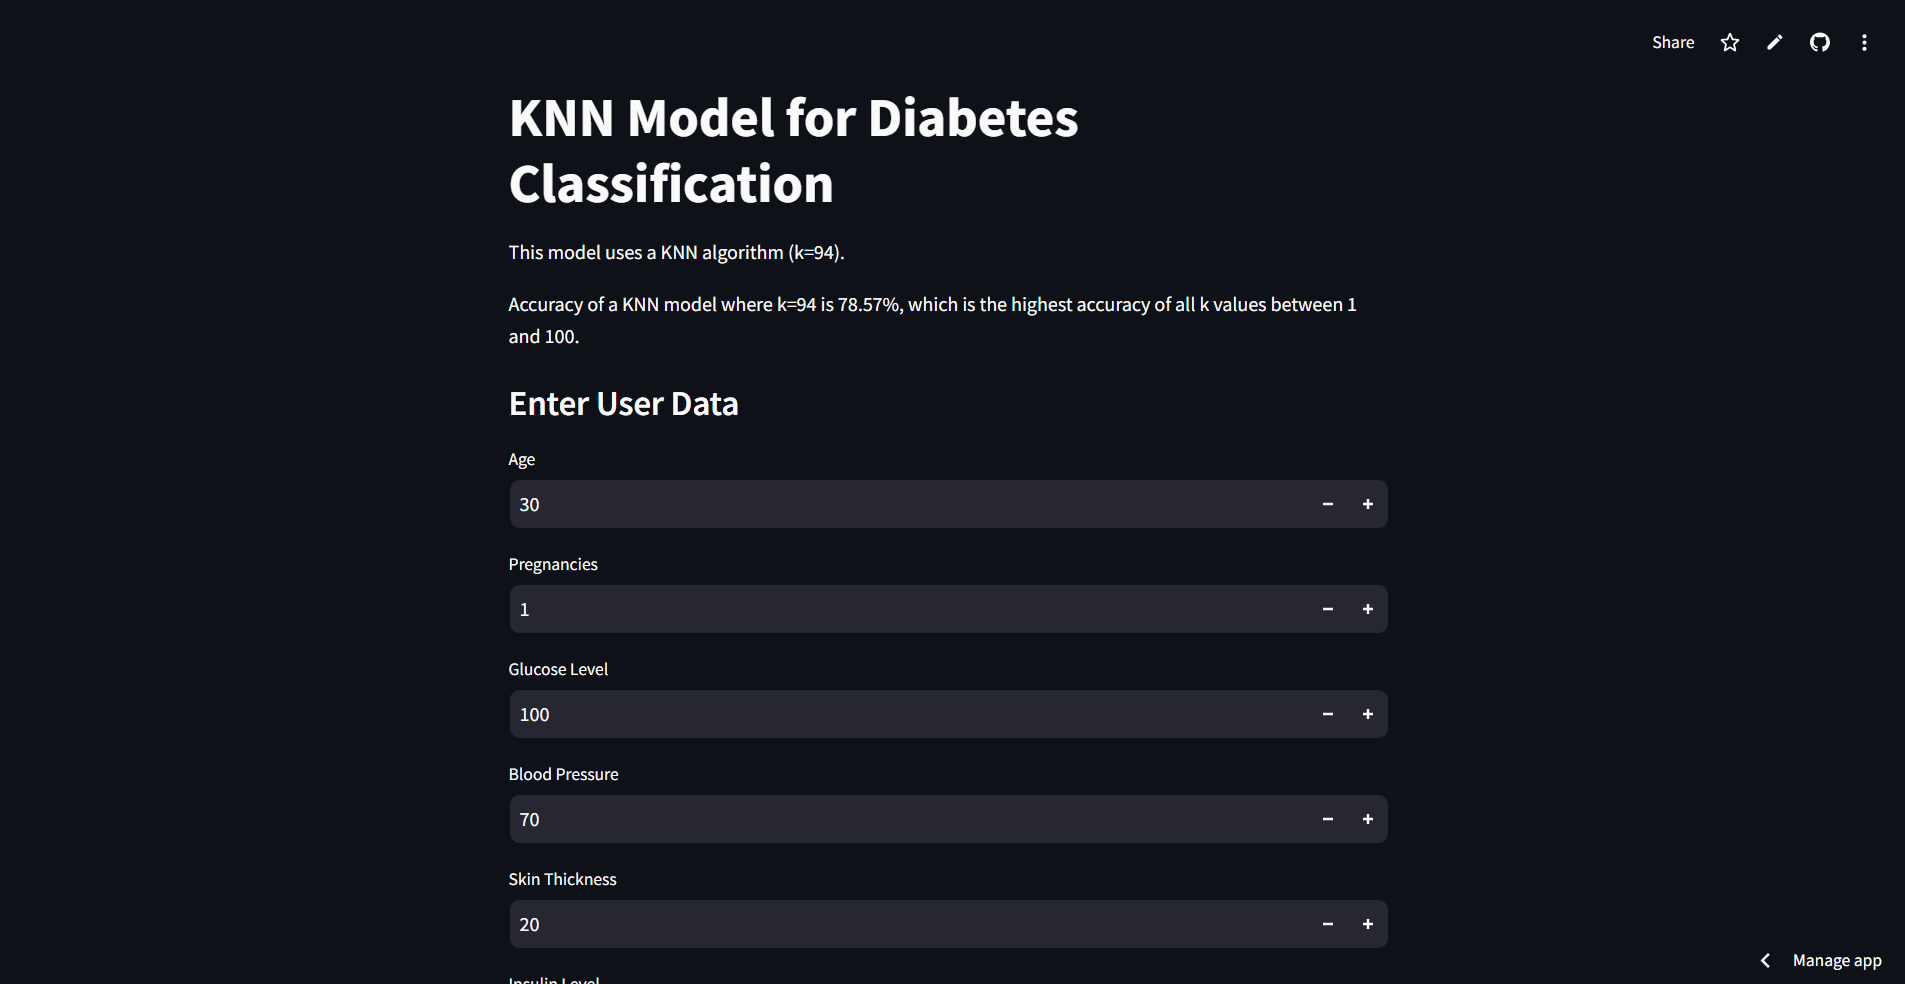 Share
KNN Model for Diabetes
Classification
This model uses a KNN algorithm (k=94).
Accuracy of a KNN model where k=94 is 78.57%, which is the highest accuracy of all k values between 1
and 100.
Enter User Data
Age
30
Pregnancies
1
Glucose Level
100
Blood Pressure
70
Skin Thickness
20
Insulin Level
Manage app